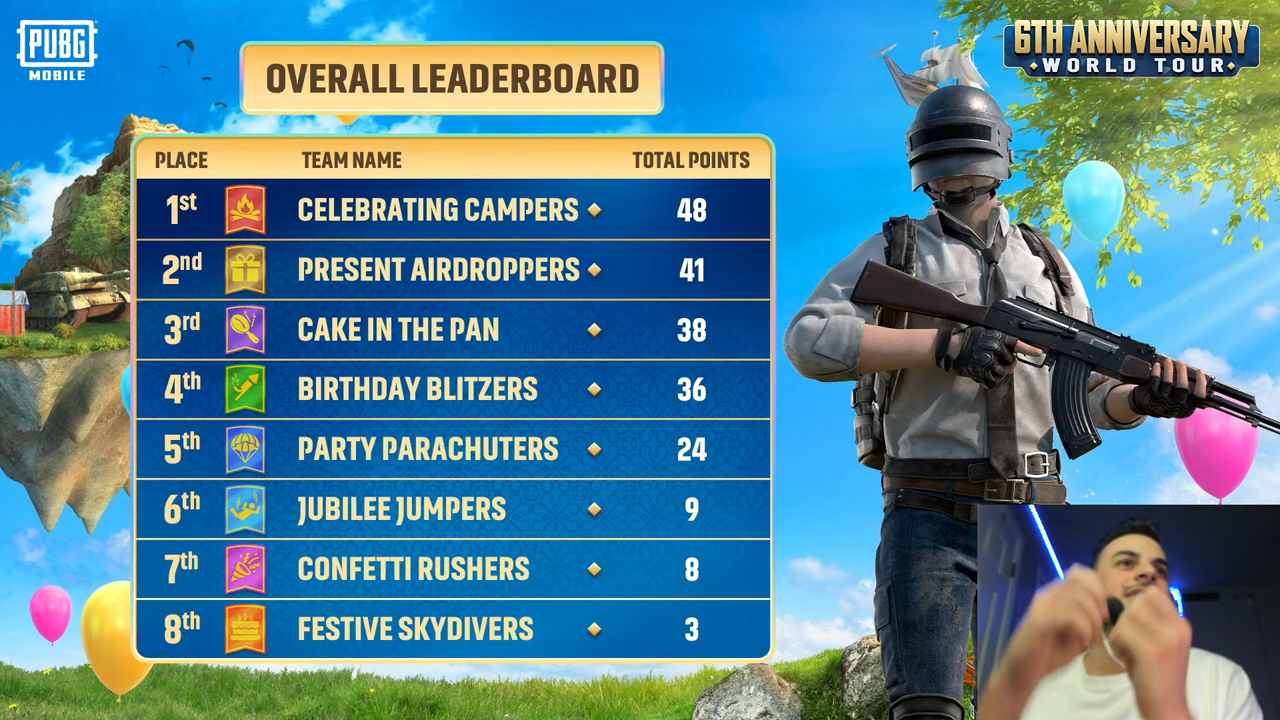 PUBG
MOBILE
6TH ANNIVERSARY
WORLD TOUR
OVERALL LEADERBOARD
PLACE TEAM NAME TOTAL POINTS
1st CELEBRATING CAMPERS 48
2nd PRESENT AIRDROPPERS 41
3rd CAKE IN THE PAN 38
4th BIRTHDAY BLITZERS 36
5th PARTY PARACHUTERS 24
6th JUBILEE JUMPERS 9
7th CONFETTI RUSHERS 8
8th FESTIVE SKYDIVERS 3